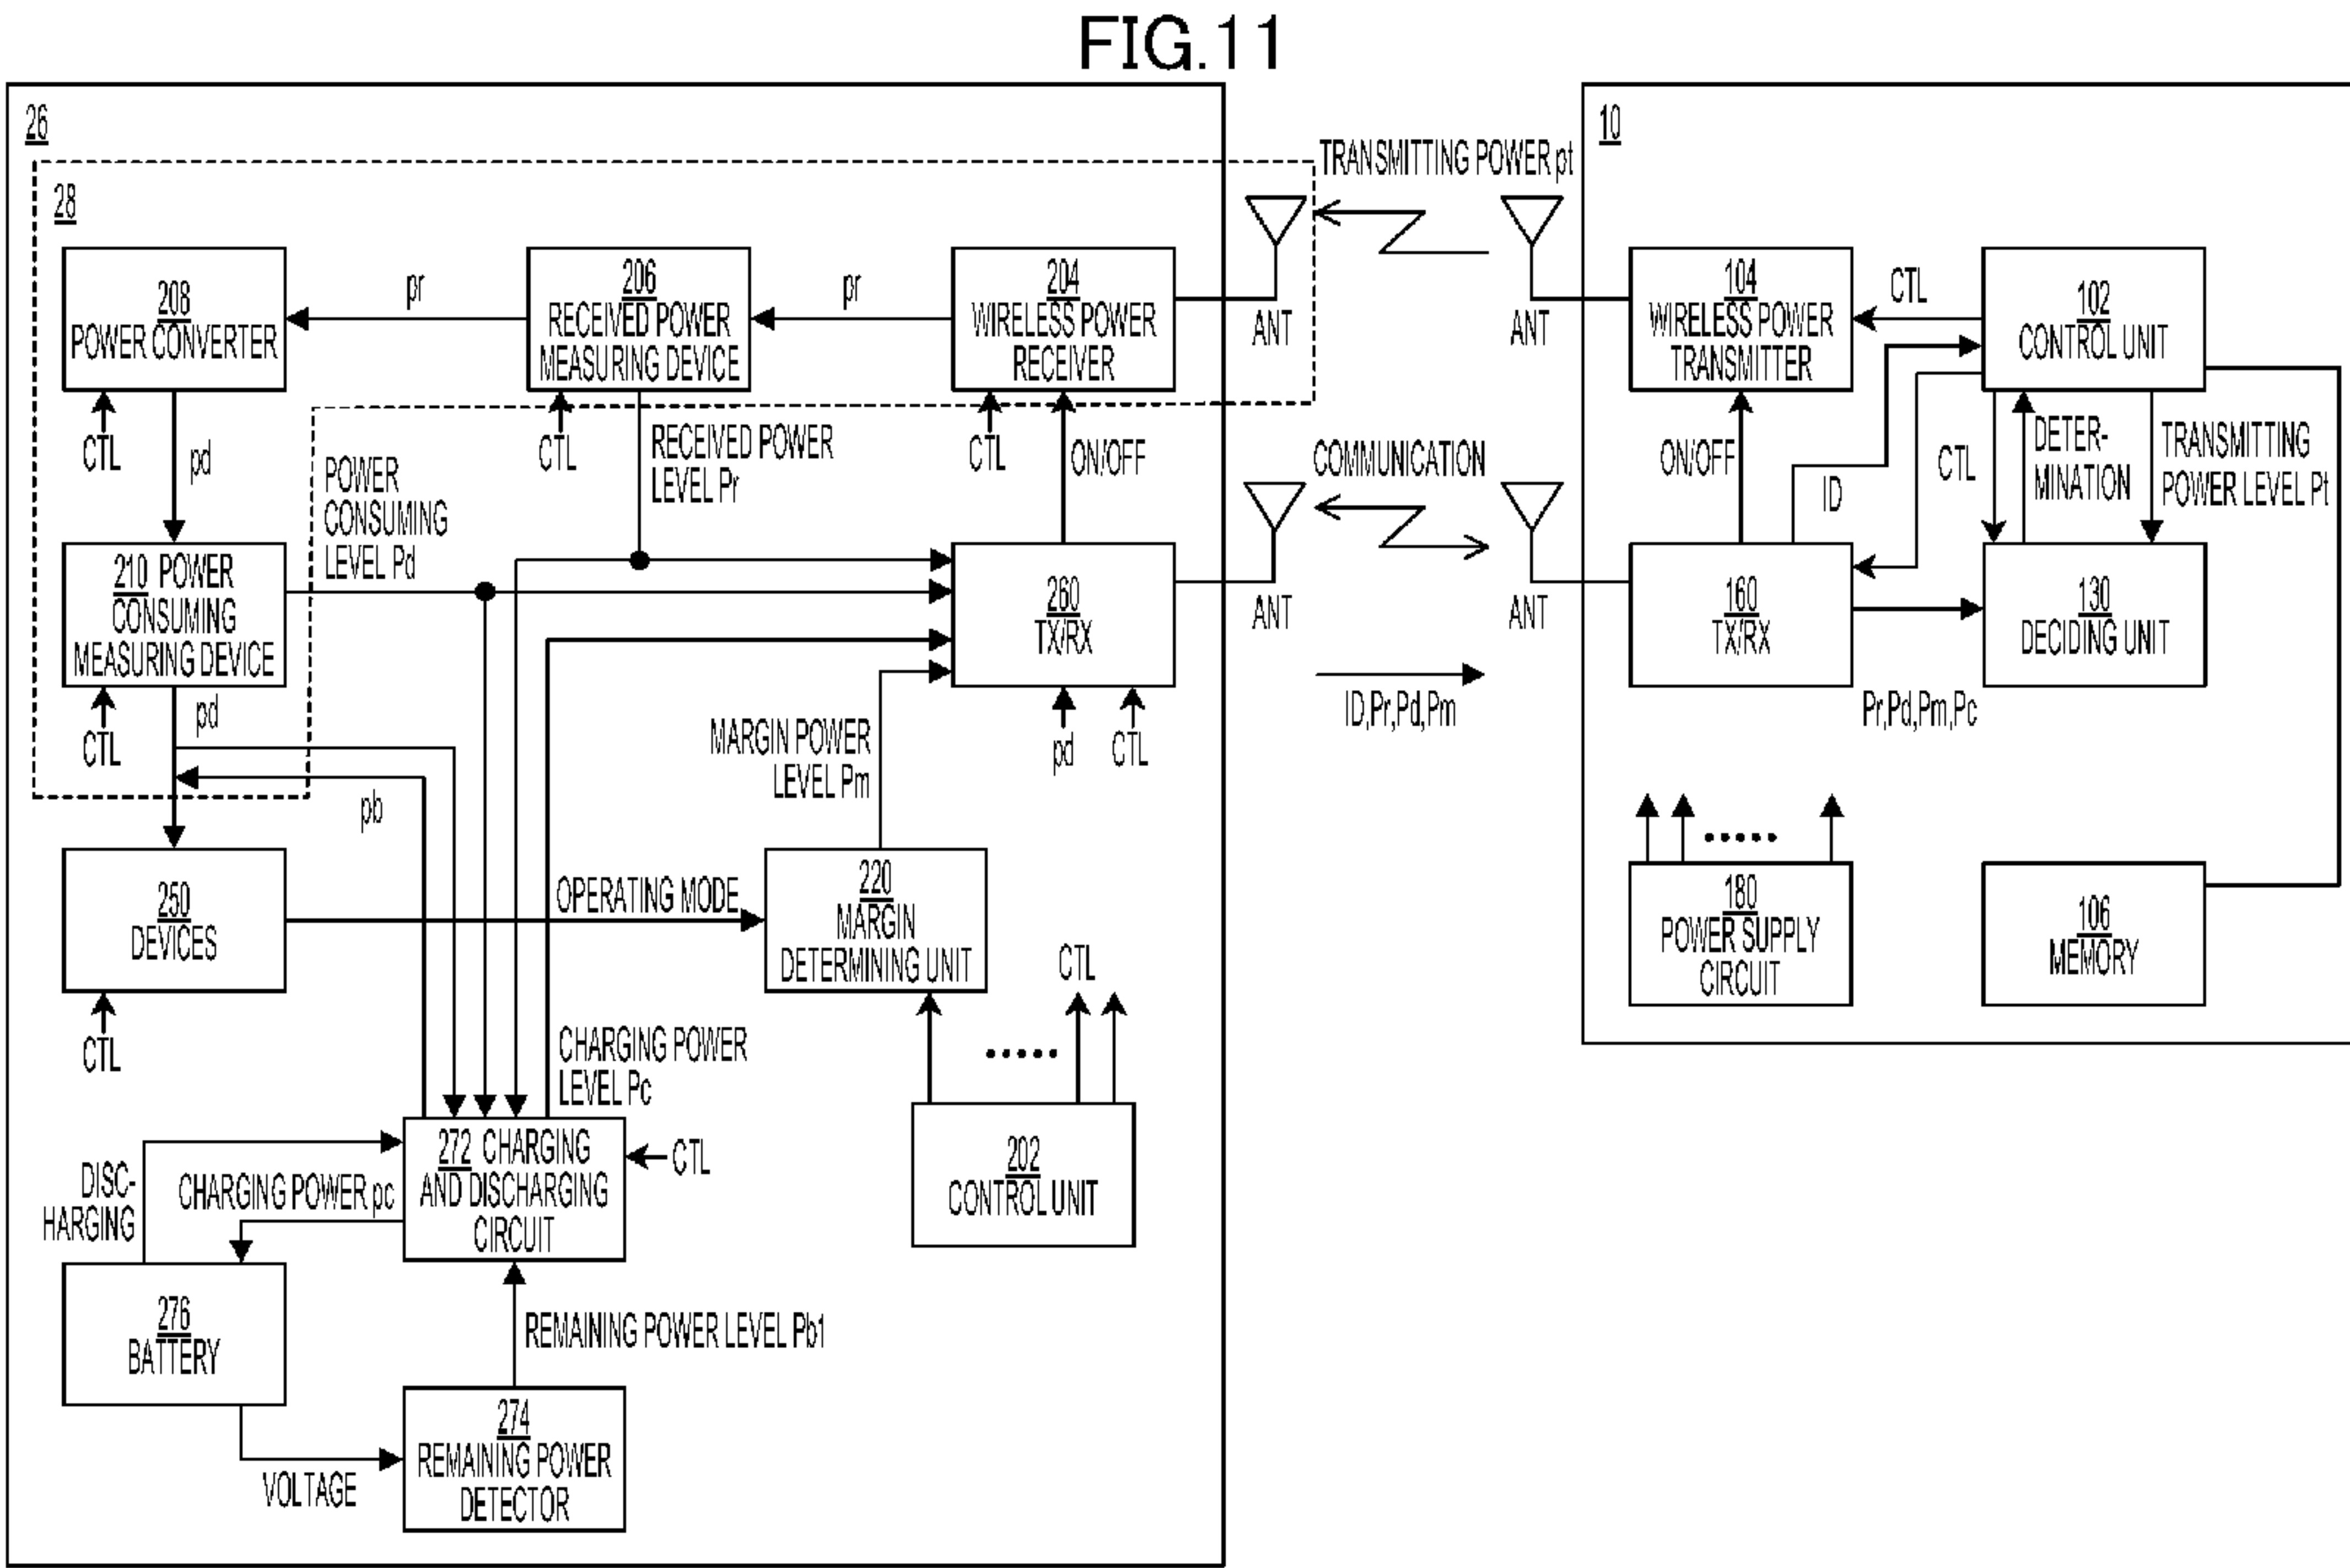 FIG.11
26
28
208
POWER CONVERTER
CTL
pd
pr
206
RECEIVED POWER
MEASURING DEVICE
CTL
RECEIVED POWER
LEVEL Pr
pr
204
WIRELESS POWER
RECEIVER
CTL
ON/OFF
ANT
TRANSMITTING POWER pt
ANT
10
104
WIRELESS POWER
TRANSMITTER
CTL
102
CONTROL UNIT
ON/OFF
ID
CTL
DETER-
MINATION
TRANSMITTING
POWER LEVEL Pt
POWER
CONSUMING
LEVEL Pd
210 POWER
CONSUMING
MEASURING DEVICE
CTL
pd
pb
260
TX/RX
pd
CTL
ANT
COMMUNICATION
ANT
ID,Pr,Pd,Pm
160
TX/RX
130
DECIDING UNIT
Pr,Pd,Pm,Pc
MARGIN POWER
LEVEL Pm
250
DEVICES
CTL
OPERATING MODE
220
MARGIN
DETERMINING UNIT
CTL
180
POWER SUPPLY
CIRCUIT
106
MEMORY
CHARGING POWER
LEVEL Pc
272 CHARGING
AND DISCHARGING
CIRCUIT
CTL
202
CONTROL UNIT
DISC-
HARGING
CHARGING POWER pc
276
BATTERY
REMAINING POWER LEVEL Pb1
274
REMAINING POWER
DETECTOR
VOLTAGE